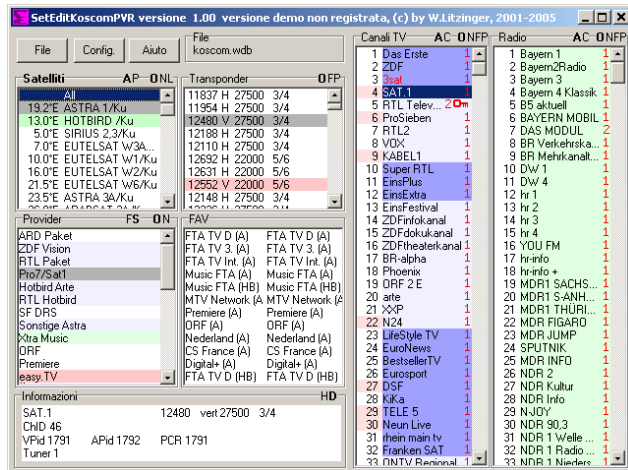 SetEditKoscomPVR versione 1.00 versione demo non registrata, (c) by W.Litzinger, 2001-2005
File Config. Aiuto
File
koscom.wdb
Satelliti AP ONL
All
19.2°E ASTRA 1/Ku
13.0°E HOTBIRD /Ku
5.0°E SIRIUS 2,3/Ku
7.0°E EUTELSAT W3A...
10.0°E EUTELSAT W1/Ku
16.0°E EUTELSAT W2/Ku
21.5°E EUTELSAT W6/Ku
23.5°E ASTRA 3A/Ku
Transponder OFP
11837 H 27500 3/4
11954 H 27500 3/4
12480 V 27500 3/4
12188 H 27500 3/4
12110 H 27500 3/4
12692 H 22000 5/6
12631 H 22000 5/6
12552 V 22000 5/6
12148 H 27500 3/4
Provider FS ON
ARD Paket
ZDF Vision
RTL Paket
Pro7/Sat1
Hotbird Arte
RTL Hotbird
SF DRS
Sonstige Astra
Xtra Music
ORF
Premiere
easy.TV
FAV
FTA TV D (A) FTA TV D (A)
FTA TV 3. (A) FTA TV 3. (A)
FTA TV Int. (A) FTA TV Int. (A)
Music FTA (A) Music FTA (A)
Music FTA (HB) Music FTA (HB)
MTV Network (A MTV Network (A
Premiere (A) Premiere (A)
ORF (A) ORF (A)
Nederland (A) Nederland (A)
CS France (A) CS France (A)
Digital+ (A) Digital+ (A)
FTA TV D (HB) FTA TV D (HB)
Informazioni HD
SAT.1 12480 vert 27500 3/4
ChID 46
VPid 1791 APid 1792 PCR 1791
Tuner 1
Canali TV AC ONFP
1 Das Erste 1
2 ZDF 1
3 3sat 1
4 SAT.1 1
5 RTL Telev... 2
6 ProSieben 1
7 RTL2 1
8 VOX 1
9 KABEL1 1
10 Super RTL 1
11 EinsPlus 1
12 EinsExtra 1
13 EinsFestival 1
14 ZDFinfokanal 1
15 ZDFdokukanal 1
16 ZDFtheaterkanal 1
17 BR-alpha 1
18 Phoenix 1
19 ORF 2 E 1
20 arte 1
21 XXP 1
22 N24 1
23 LifeStyle TV 1
24 EuroNews 1
25 BestsellerTV 1
26 Eurosport 1
27 DSF 1
28 KiKa 1
29 TELE 5 1
30 Neun Live 1
31 rhein main tv 1
32 Franken SAT 1
33 ONTV Regional 1
Radio AC ONFP
1 Bayern 1 1
2 Bayern2Radio 1
3 Bayern 3 1
4 Bayern 4 Klassik 1
5 B5 aktuell 1
6 BAYERN MOBIL 1
7 DAS MODUL 2
8 BR Verkehrska... 1
9 BR Mehrkanalt... 1
10 DW 1 1
11 DW 4 1
12 hr 1 1
13 hr 2 1
14 hr 3 1
15 hr 4 1
16 YOU FM 1
17 hr-info 1
18 hr-info + 1
19 MDR1 SACHS... 1
20 MDR1 S-ANH... 1
21 MDR1 THÜRI... 1
22 MDR FIGARO 1
23 MDR JUMP 1
24 SPUTNIK 1
25 MDR INFO 1
26 NDR 2 1
27 NDR Kultur 1
28 NDR Info 1
29 N-JOY 1
30 NDR 90,3 1
31 NDR 1 Welle ... 1
32 NDR 1 Radio ... 1
33 NDR 1 Nieders... 1